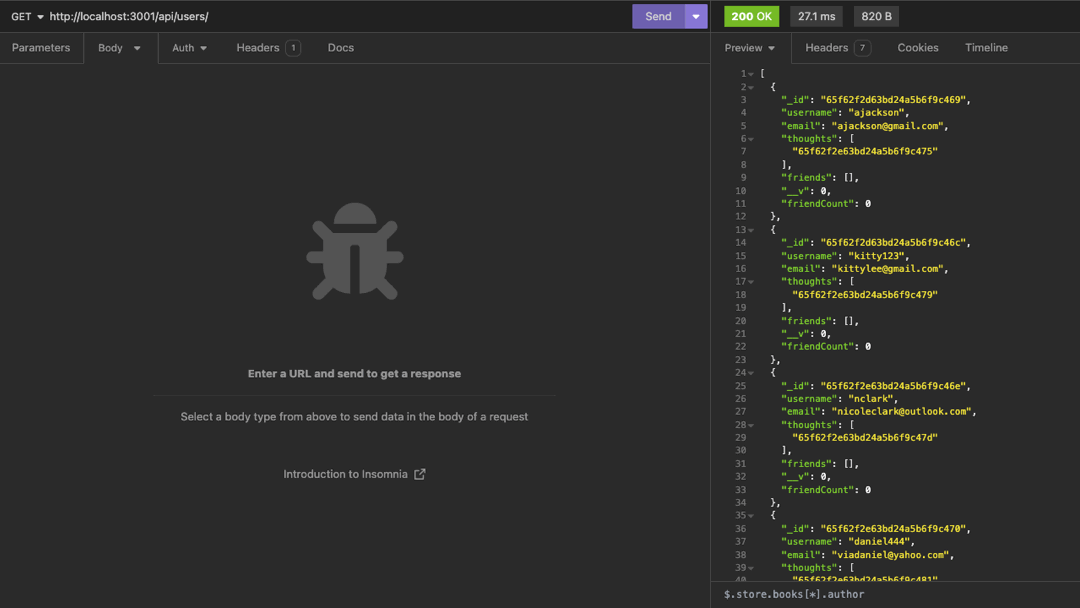 GET http://localhost:3001/api/users/ Send
Parameters Body Auth Headers 1 Docs
Enter a URL and send to get a response
Select a body type from above to send data in the body of a request
Introduction to Insomnia
200 OK 27.1 ms 820 B
Preview Headers 7 Cookies Timeline
1 [
2 {
3 "_id": "65f62f2d63bd24a5b6f9c469",
4 "username": "ajackson",
5 "email": "ajackson@gmail.com",
6 "thoughts": [
7 "65f62f2e63bd24a5b6f9c475"
8 ],
9 "friends": [],
10 "__v": 0,
11 "friendCount": 0
12 },
13 {
14 "_id": "65f62f2d63bd24a5b6f9c46c",
15 "username": "kitty123",
16 "email": "kittylee@gmail.com",
17 "thoughts": [
18 "65f62f2e63bd24a5b6f9c479"
19 ],
20 "friends": [],
21 "__v": 0,
22 "friendCount": 0
23 },
24 {
25 "_id": "65f62f2e63bd24a5b6f9c46e",
26 "username": "nclark",
27 "email": "nicoleclark@outlook.com",
28 "thoughts": [
29 "65f62f2e63bd24a5b6f9c47d"
30 ],
31 "friends": [],
32 "__v": 0,
33 "friendCount": 0
34 },
35 {
36 "_id": "65f62f2e63bd24a5b6f9c470",
37 "username": "daniel444",
38 "email": "viadaniel@yahoo.com",
39 "thoughts": [
40 "65f62f2e63bd24a5b6f9c481"
$.store.books[*].author